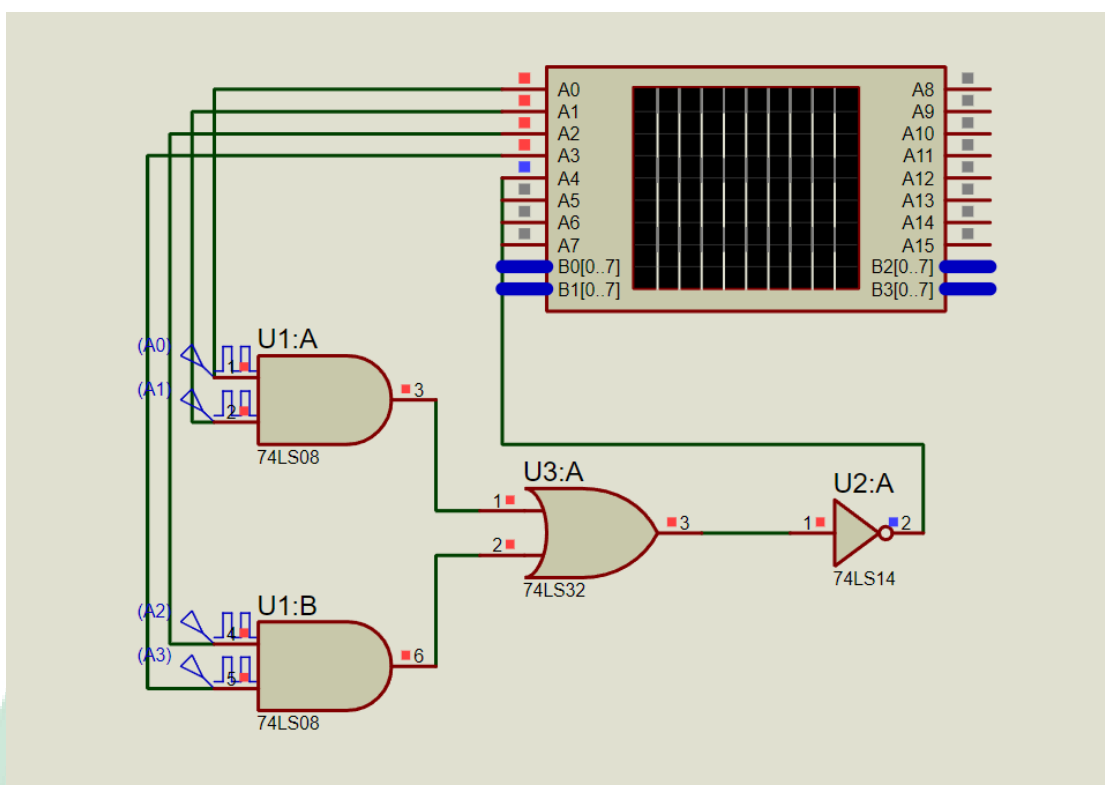 A0
A1
A2
A3
A4
A5
A6
A7
B0[0..7]
B1[0..7]
A8
A9
A10
A11
A12
A13
A14
A15
B2[0..7]
B3[0..7]
(A0)
(A1)
U1:A
1
2
3
74LS08
U3:A
1
2
3
74LS32
U2:A
1
2
74LS14
(A2)
(A3)
U1:B
4
5
6
74LS08